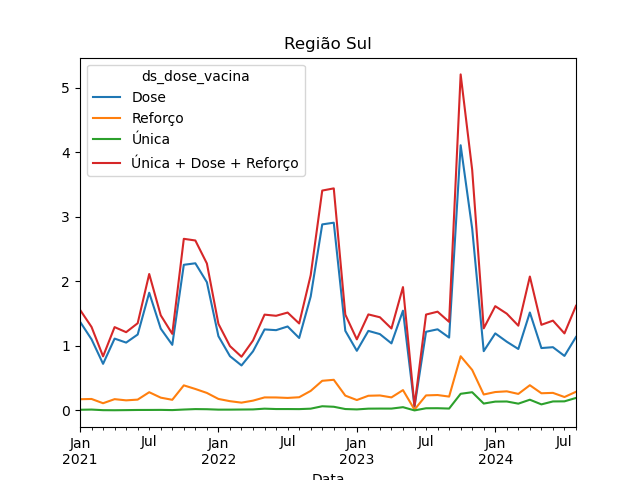 Região Sul
ds_dose_vacina
Dose
Reforço
Única
Única + Dose + Reforço
5
4
3
2
1
0
Jan Jul Jan Jul Jan Jul Jan Jul
2021 2022 2023 2024
Data